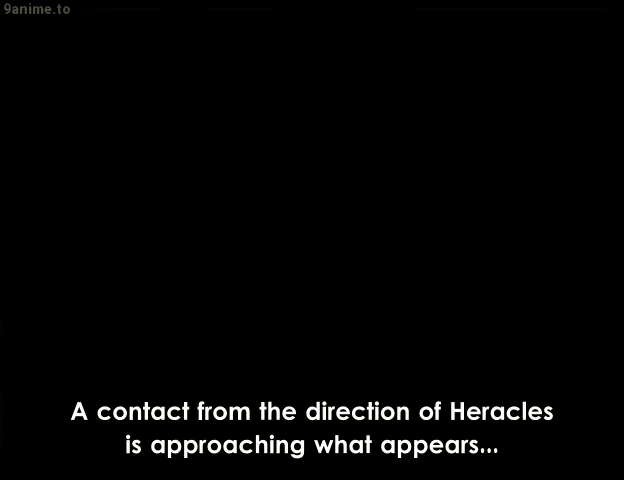 9anime.to
A contact from the direction of Heracles
is approaching what appears...